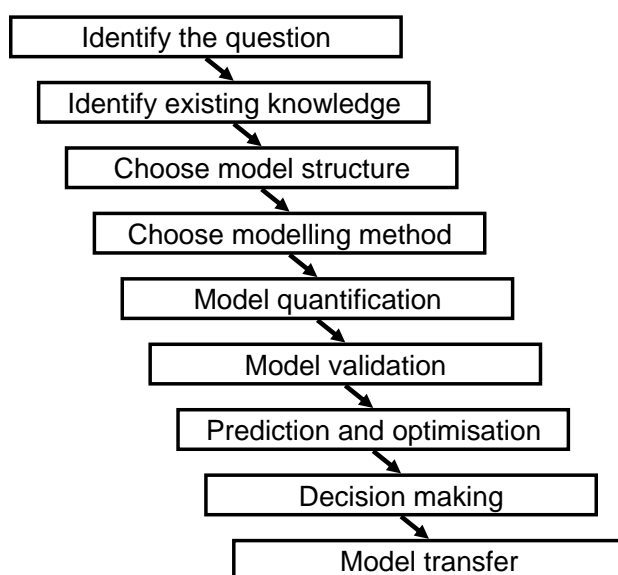 Identify the question
Identify existing knowledge
Choose model structure
Choose modelling method
Model quantification
Model validation
Prediction and optimisation
Decision making
Model transfer